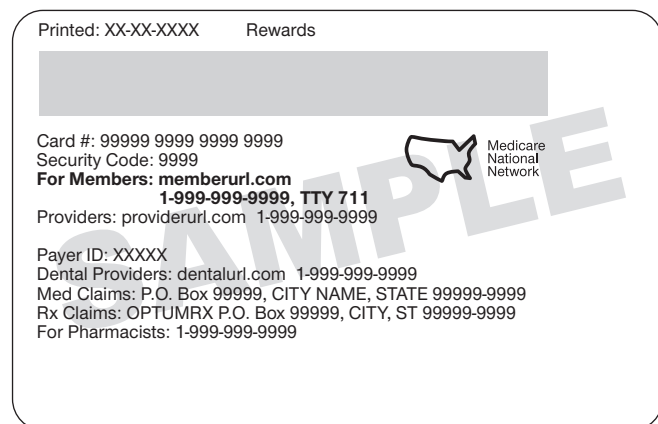 Printed: XX-XX-XXXX Rewards
Card #: 99999 9999 9999 9999
Security Code: 9999
For Members: memberurl.com
1-999-999-9999, TTY 711
Providers: providerurl.com 1-999-999-9999
Medicare
National
Network
Payer ID: XXXXX
Dental Providers: dentalurl.com 1-999-999-9999
Med Claims: P.O. Box 99999, CITY NAME, STATE 99999-9999
Rx Claims: OPTUMRX P.O. Box 99999, CITY, ST 99999-9999
For Pharmacists: 1-999-999-9999
SAMPLE